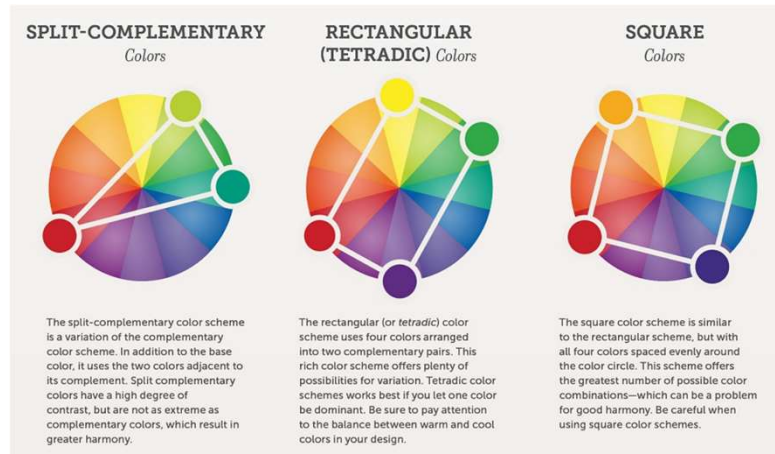 SPLIT-COMPLEMENTARY
Colors
The split-complementary color scheme
is a variation of the complementary
color scheme. In addition to the base
color, it uses the two colors adjacent to
its complement. Split complementary
colors have a high degree of
contrast, but are not as extreme as
complementary colors, which result in
greater harmony.
RECTANGULAR
(TETRADIC) Colors
The rectangular (or tetradic) color
scheme uses four colors arranged
into two complementary pairs. This
rich color scheme offers plenty of
possibilities for variation. Tetradic color
schemes works best if you let one color
be dominant. Be sure to pay attention
to the balance between warm and cool
colors in your design.
SQUARE
Colors
The square color scheme is similar
to the rectangular scheme, but with
all four colors spaced evenly around
the color circle. This scheme offers
the greatest number of possible color
combinations—which can be a problem
for good harmony. Be careful when
using square color schemes.